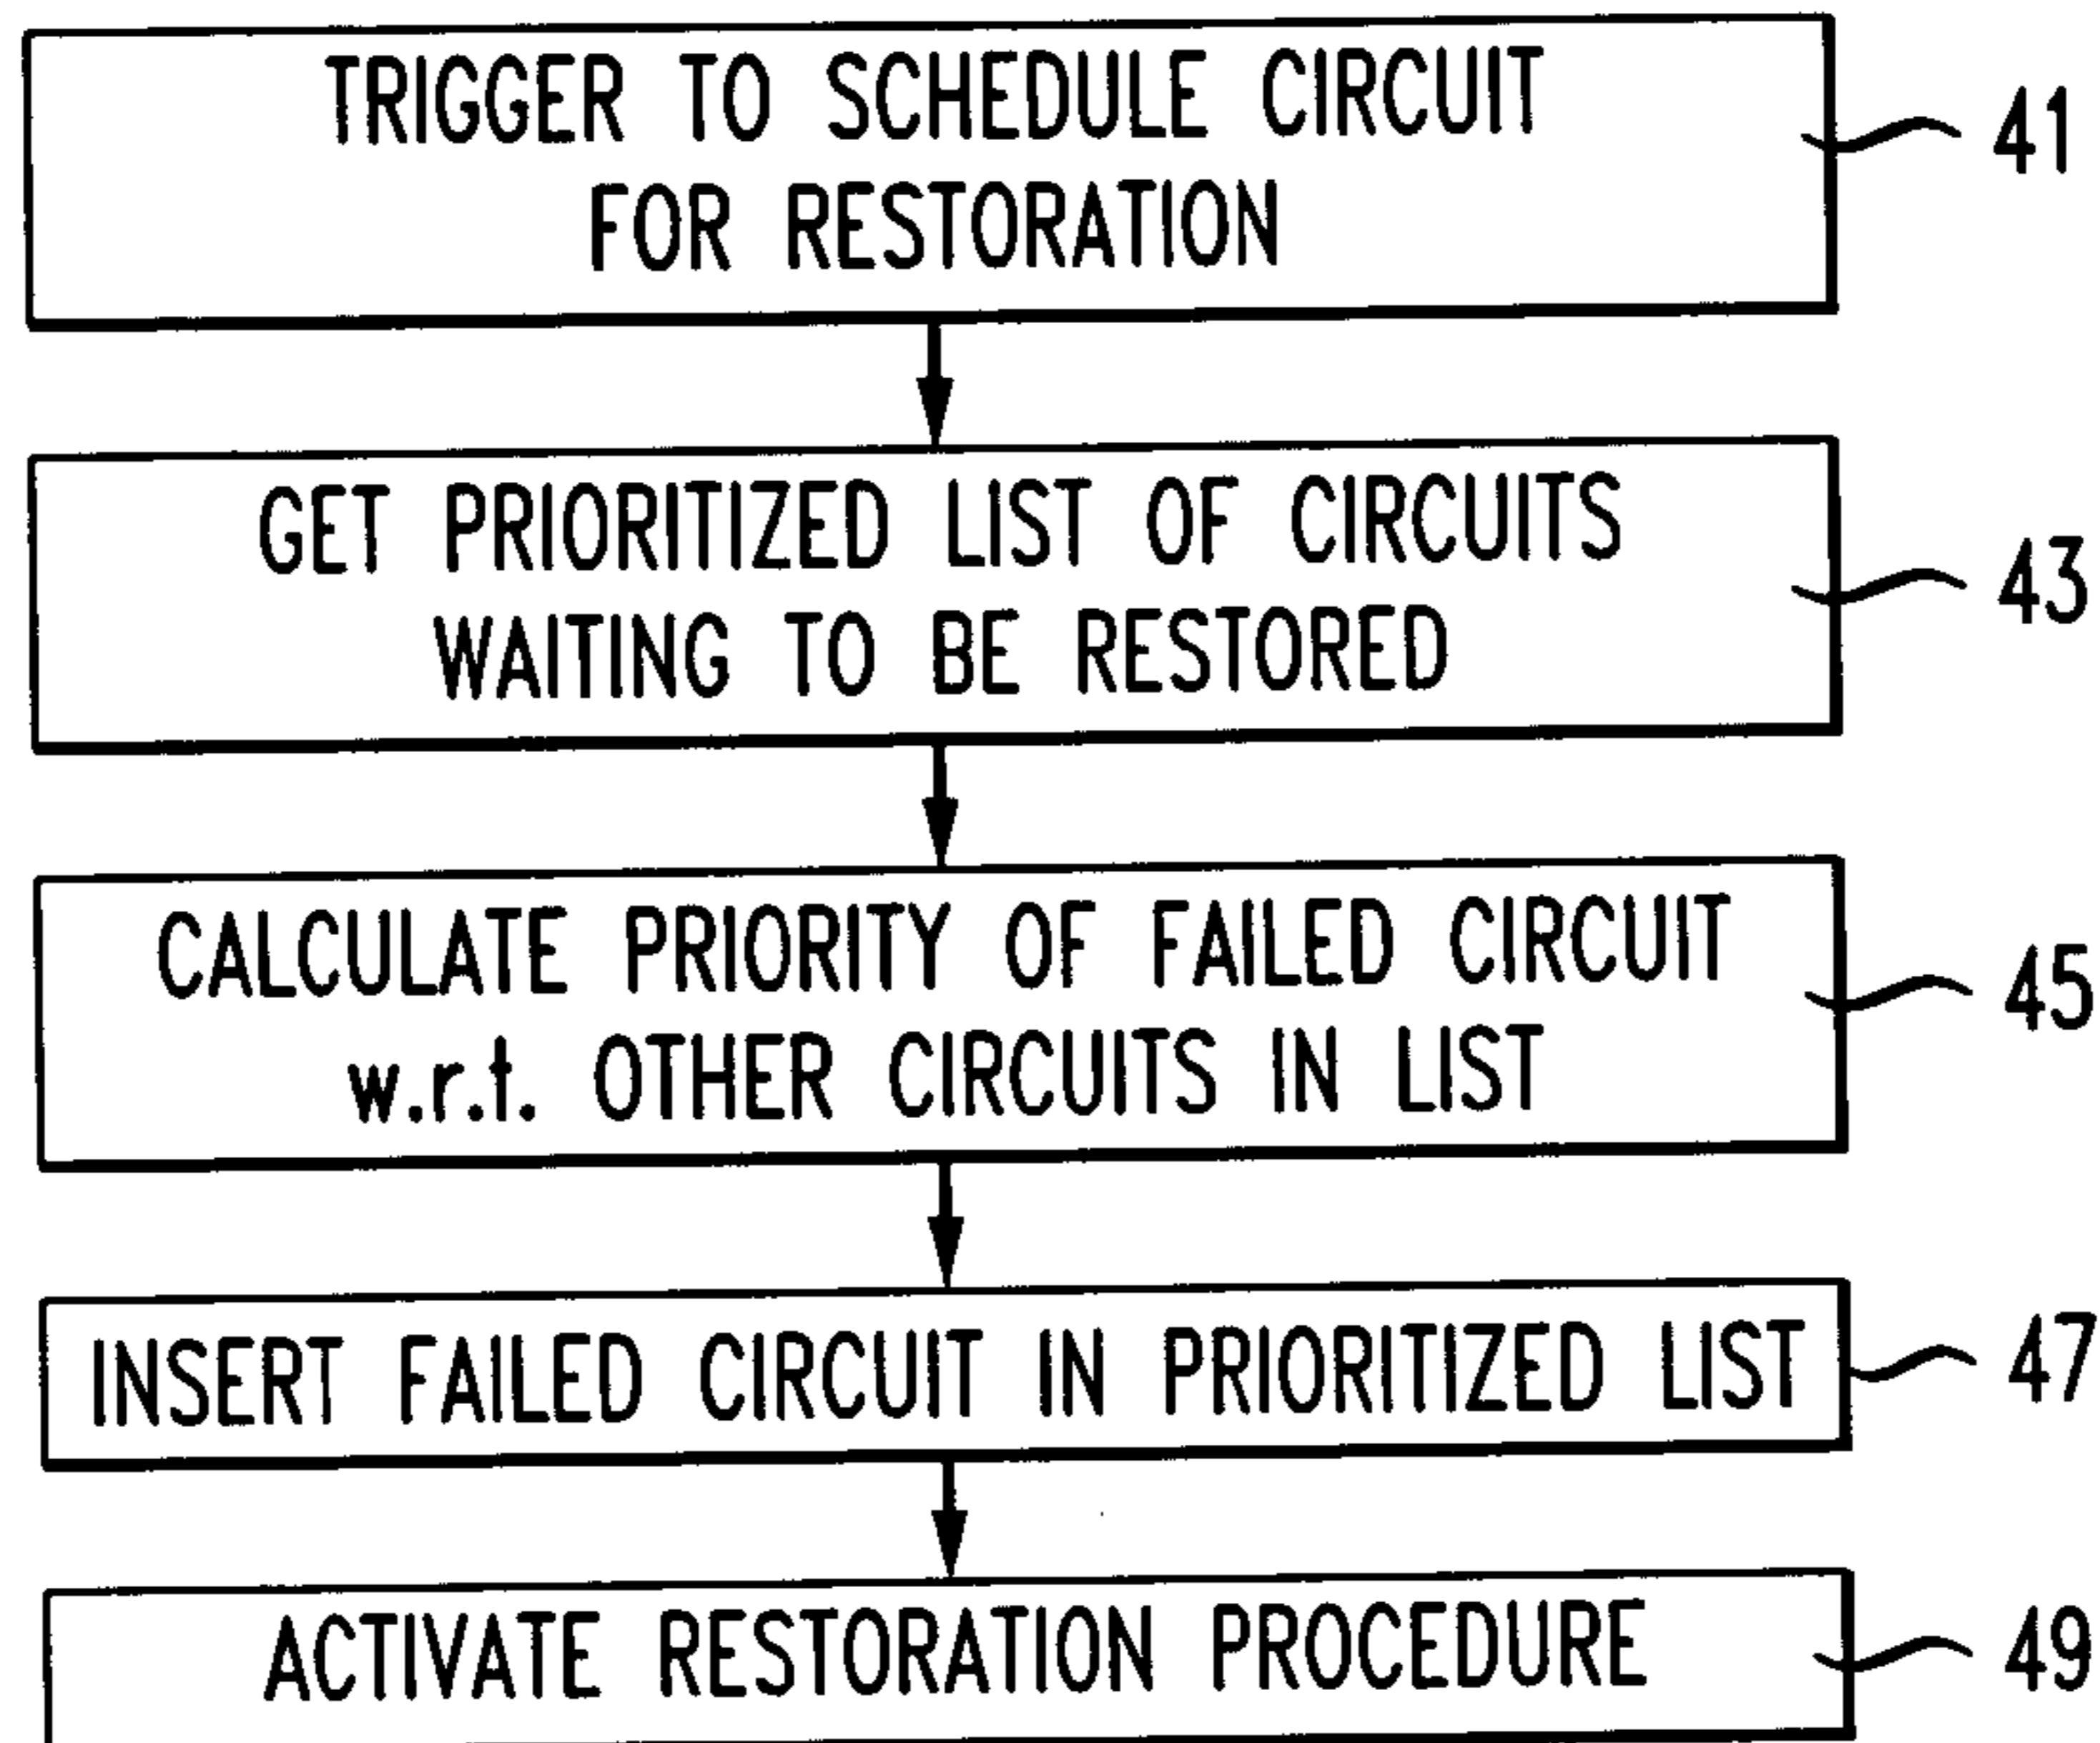 TRIGGER TO SCHEDULE CIRCUIT
FOR RESTORATION
41
GET PRIORITIZED LIST OF CIRCUITS
WAITING TO BE RESTORED
43
CALCULATE PRIORITY OF FAILED CIRCUIT
w.r.t. OTHER CIRCUITS IN LIST
45
INSERT FAILED CIRCUIT IN PRIORITIZED LIST
47
ACTIVATE RESTORATION PROCEDURE
49